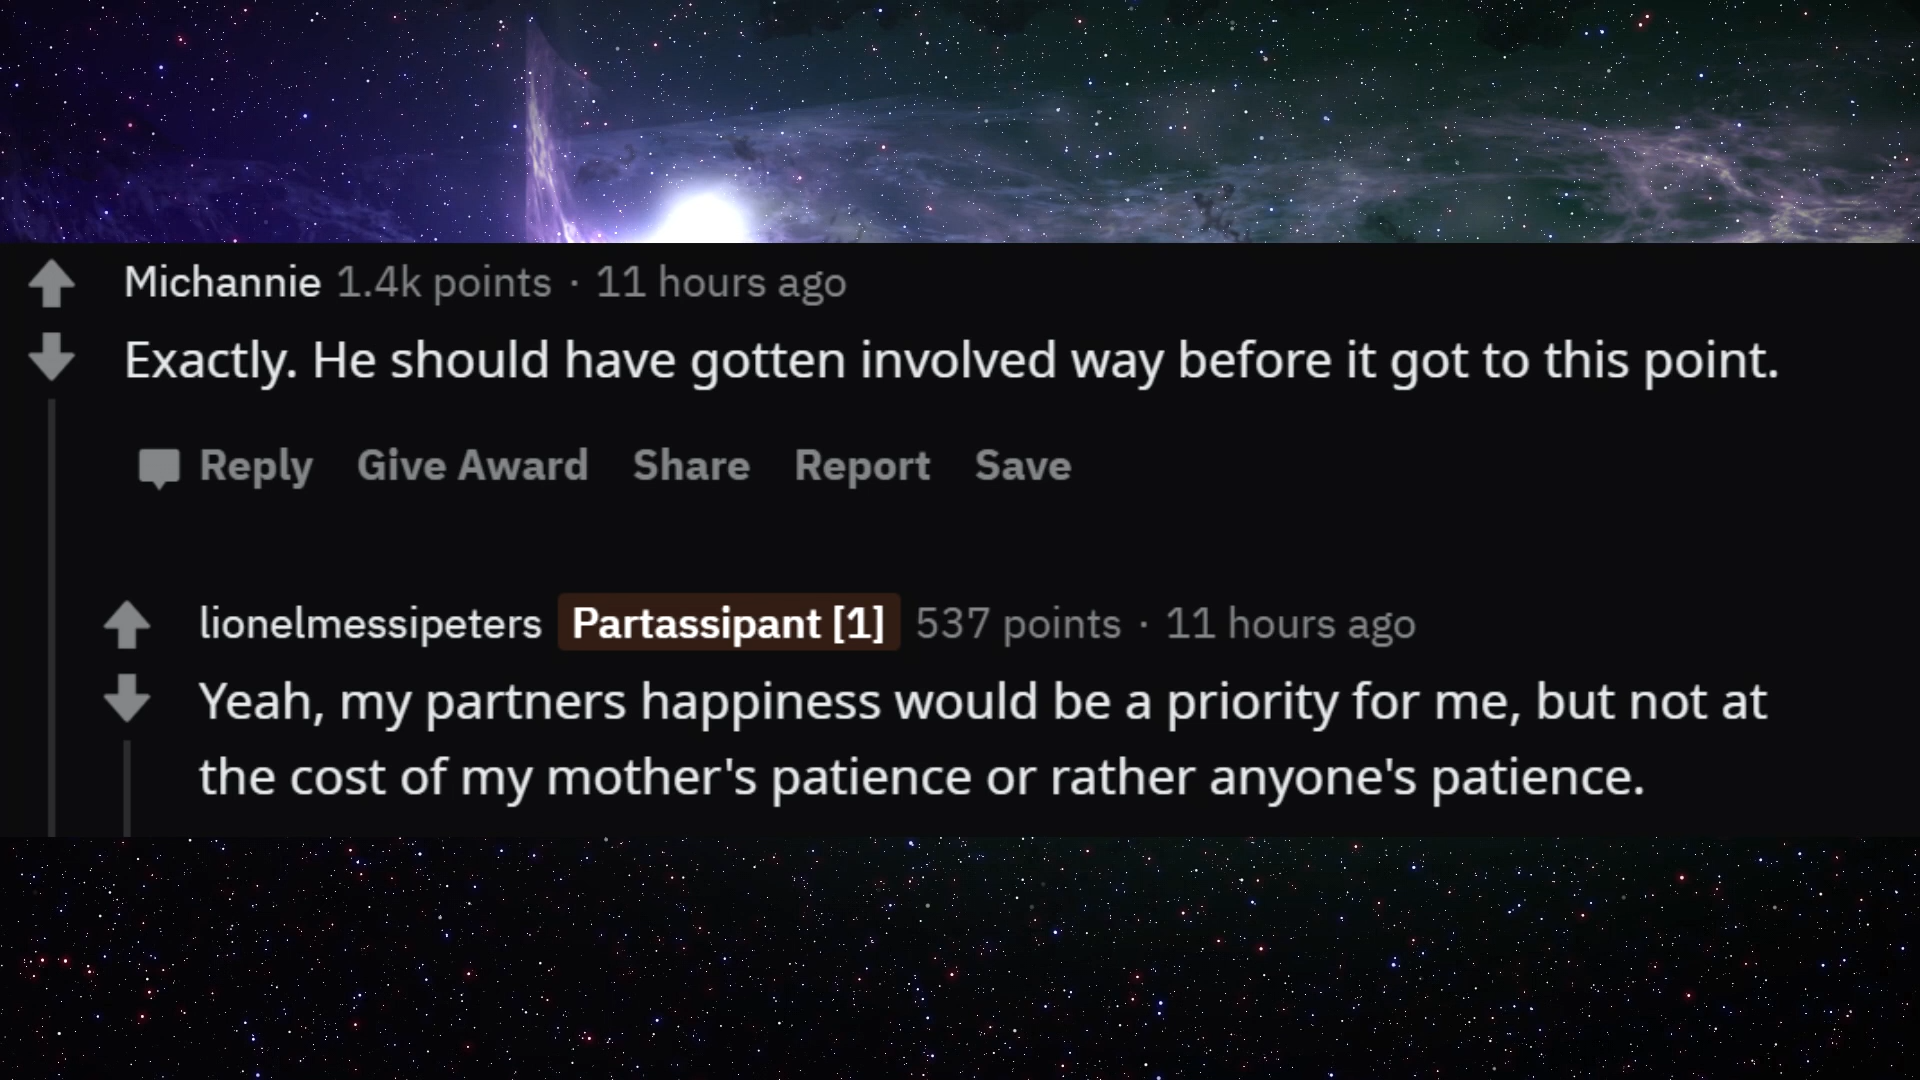 Michannie 1.4k points · 11 hours ago
Exactly. He should have gotten involved way before it got to this point.
Reply Give Award Share Report Save
lionelmessipeters Partassipant [1] 537 points · 11 hours ago
Yeah, my partners happiness would be a priority for me, but not at
the cost of my mother's patience or rather anyone's patience.